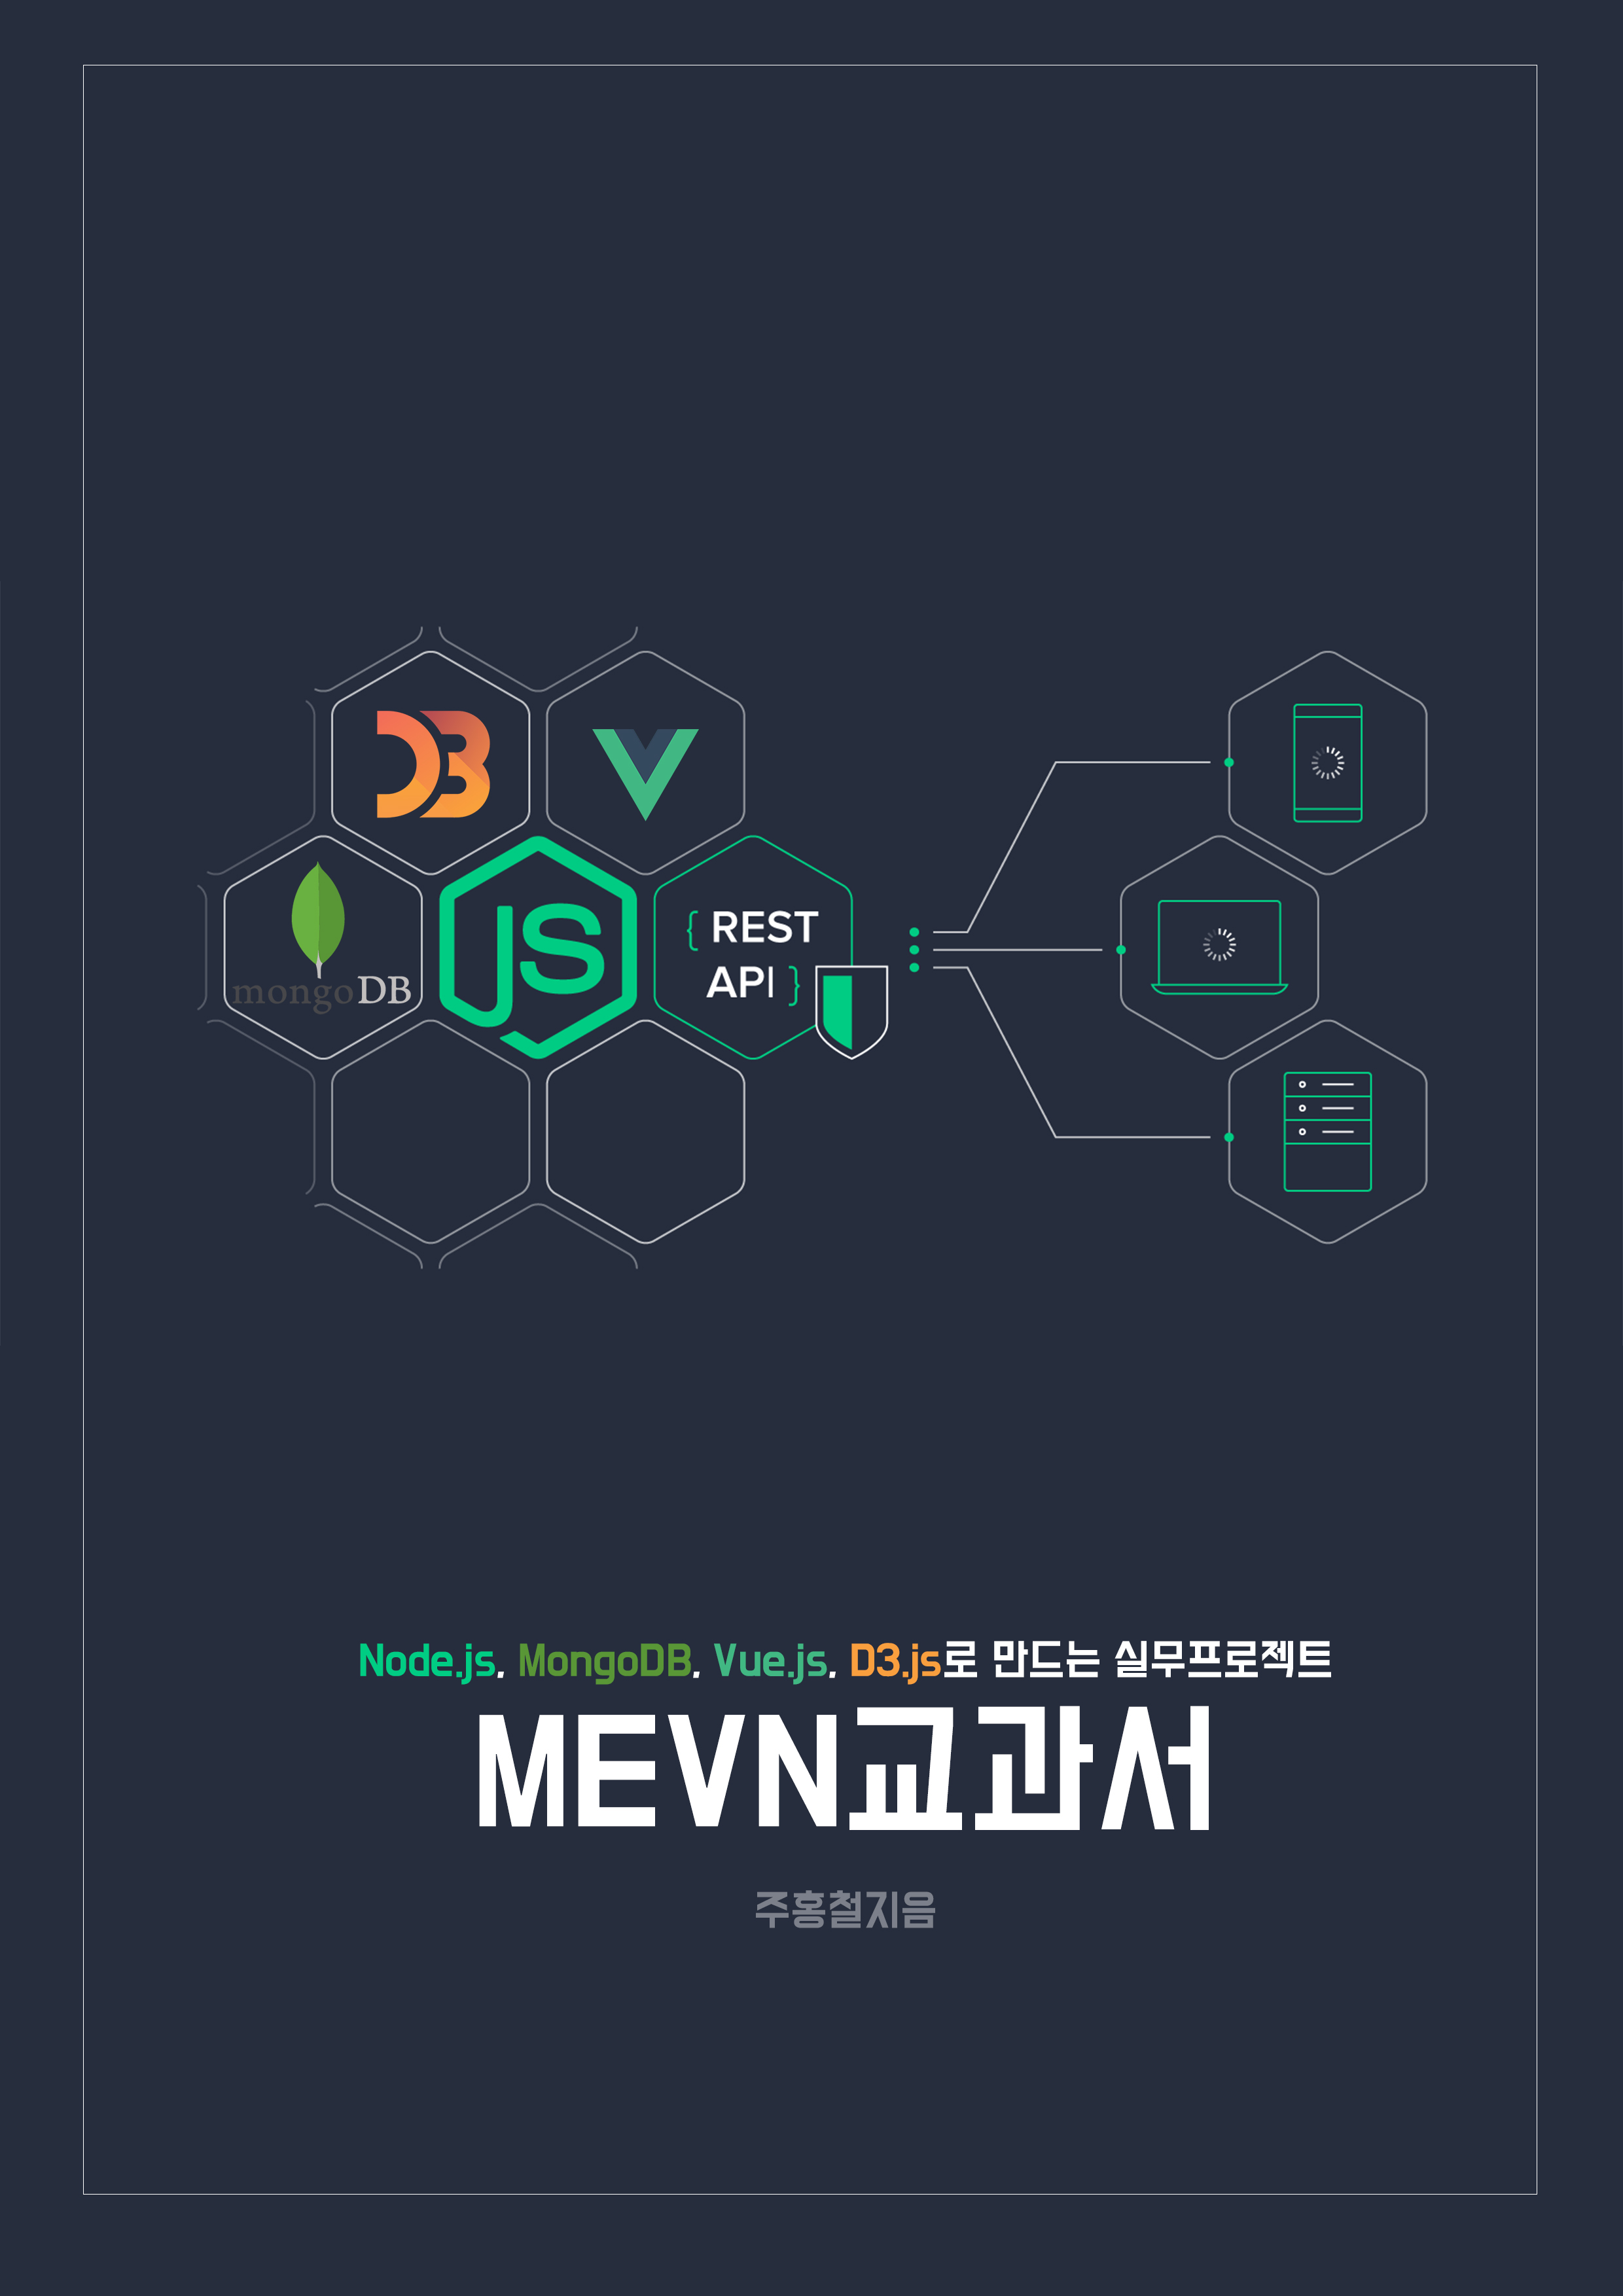 { REST
API }
mongoDB
Node.js, MongoDB, Vue.js, D3.js로 만드는 실무프로젝트
MEVN교과서
주홍철지음